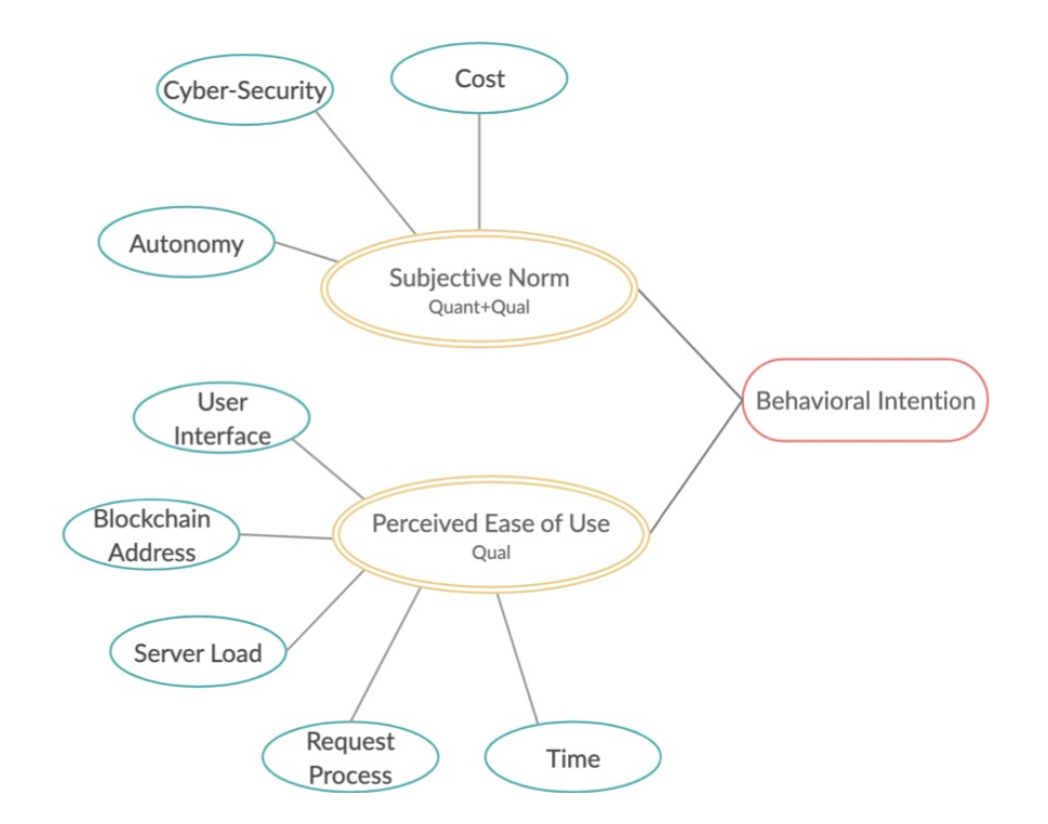 Cyber-Security
Cost
Autonomy
Subjective Norm
Quant+Qual
User
Interface
Behavioral Intention
Blockchain
Address
Perceived Ease of Use
Qual
Server Load
Request
Process
Time